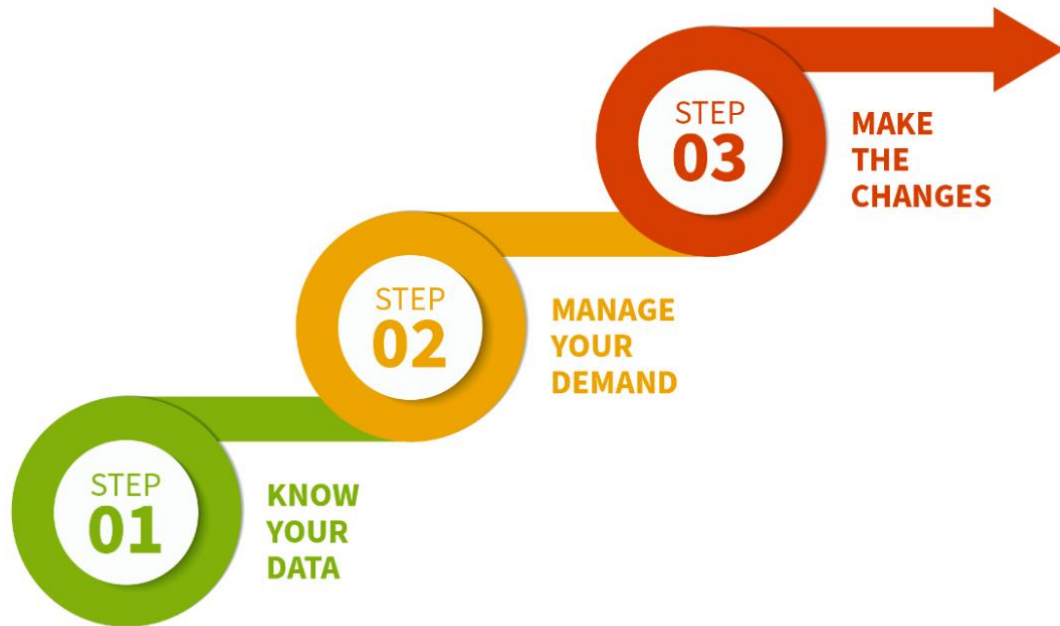 STEP
01
KNOW
YOUR
DATA
STEP
02
MANAGE
YOUR
DEMAND
STEP
03
MAKE
THE
CHANGES